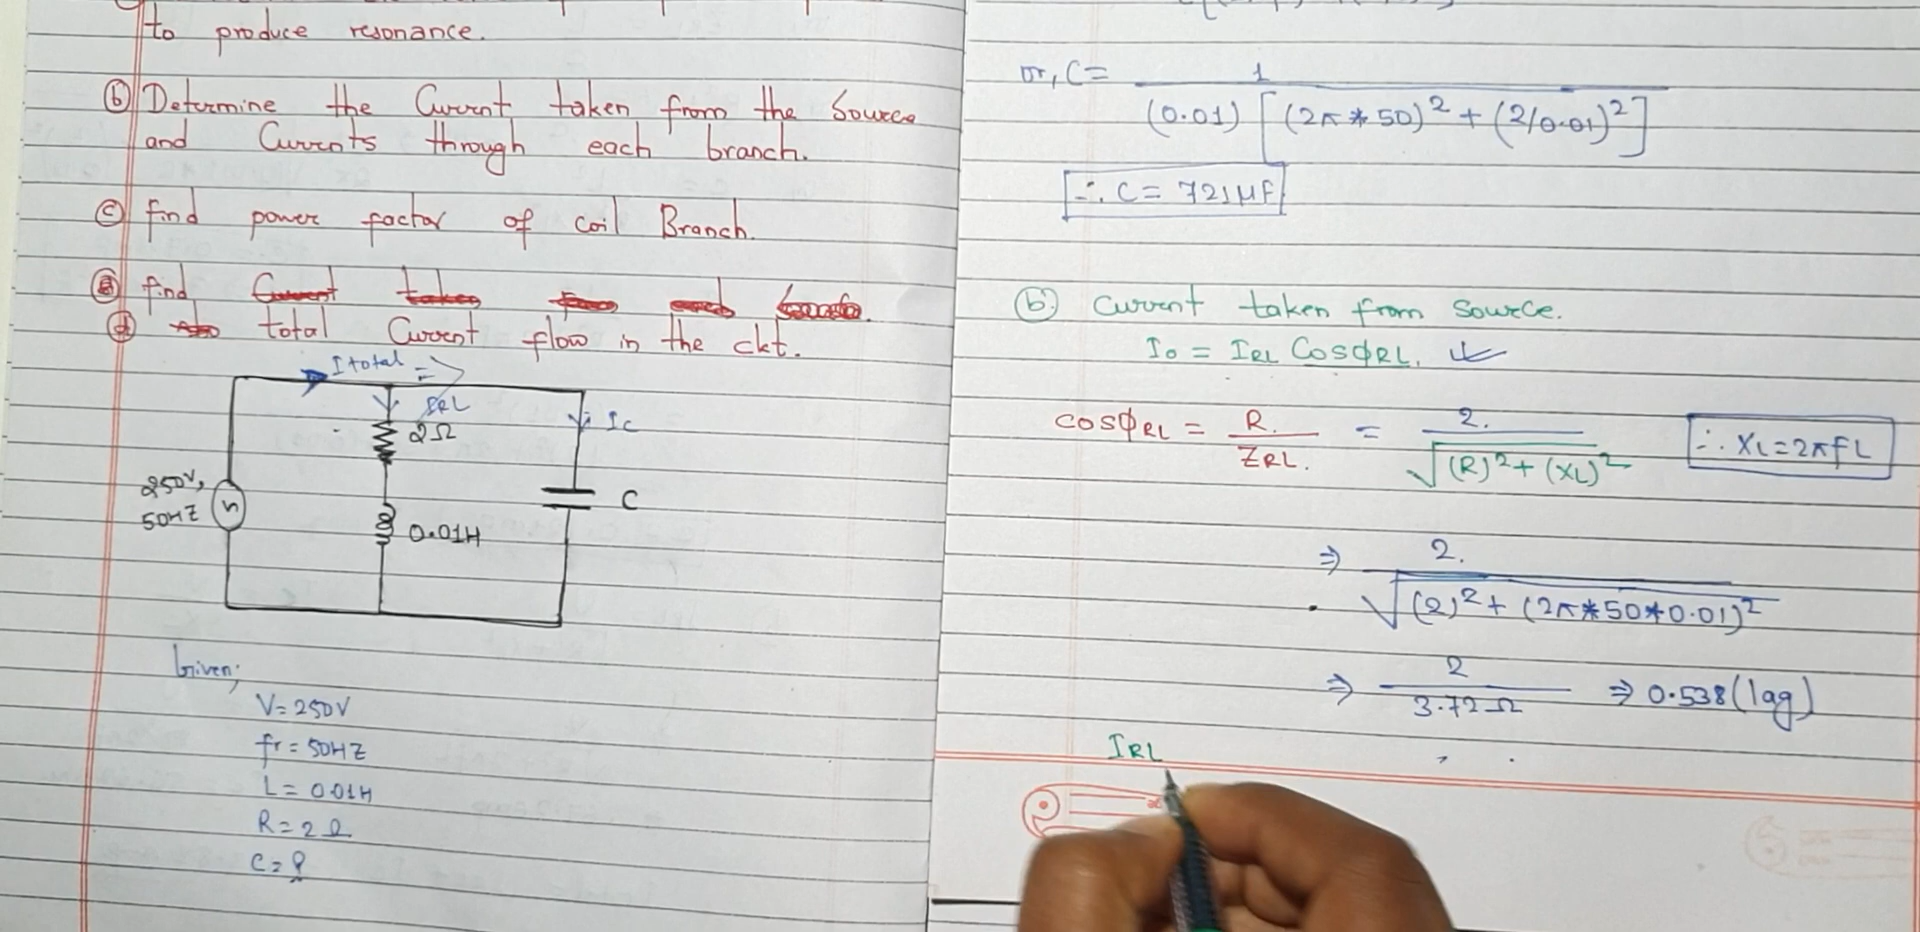 to produce resonance.
ⓑ Determine the Current taken from the Source
and Currents through each branch.
ⓒ find power factor of coil Branch.
find
ⓓ total Current flow in the ckt.
I total =>
IRL
2Ω
Ic
250V,
50HZ
C
0.01H
Given;
V=250V
fr=50HZ
L=0.01H
R=2Ω
C=?
or, C= 1 / (0.01) [(2π*50)² + (2/0.01)²]
∴ C = 721μF
ⓑ Current taken from Source.
Io = IRL CosΦRL.
cosΦRL = R. / ZRL. = 2. / √(R)²+(XL)² ∴ XL=2πfL
⇒ 2. / √(2)²+(2π*50*0.01)²
⇒ 2 / 3.72Ω ⇒ 0.538(lag)
IRL